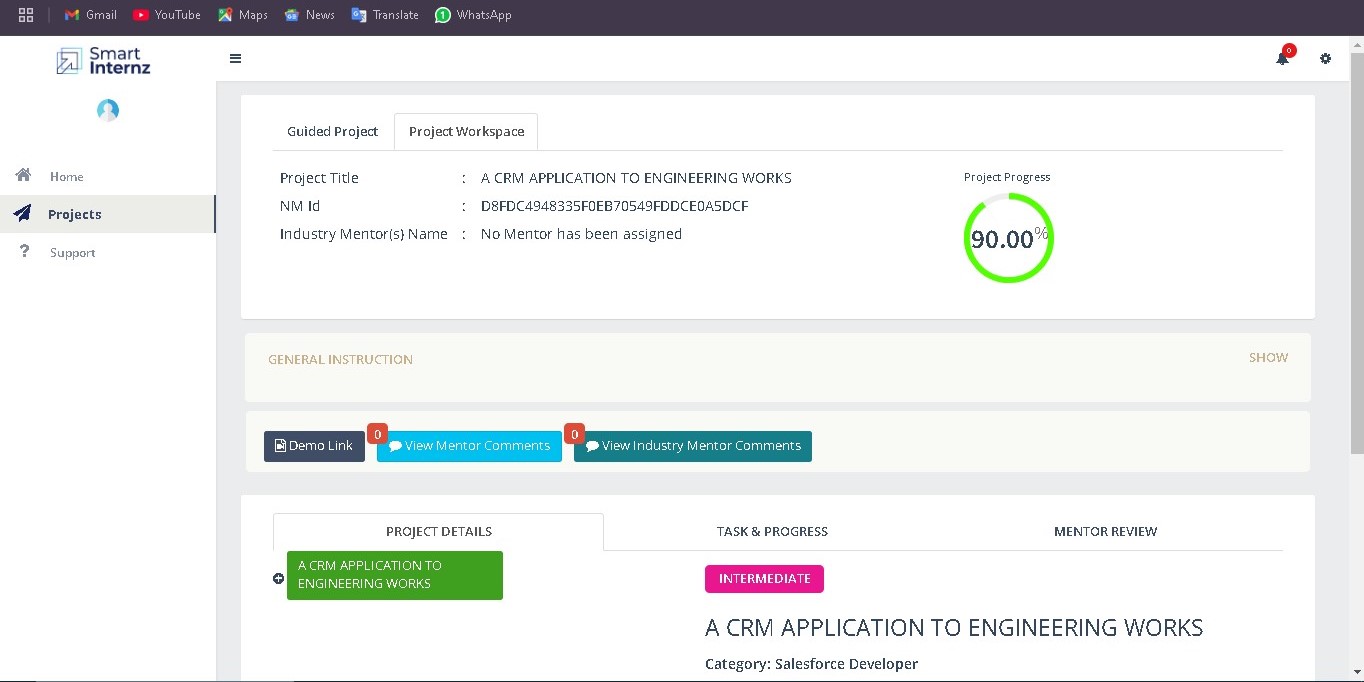 Gmail YouTube Maps News Translate WhatsApp
Smart
Internz
0
Home
Projects
Support
Guided Project Project Workspace
Project Title : A CRM APPLICATION TO ENGINEERING WORKS
NM Id : D8FDC4948335F0EB70549FDDCE0A5DCF
Industry Mentor(s) Name : No Mentor has been assigned
Project Progress
90.00%
GENERAL INSTRUCTION SHOW
Demo Link 0 View Mentor Comments 0 View Industry Mentor Comments
PROJECT DETAILS TASK & PROGRESS MENTOR REVIEW
A CRM APPLICATION TO
ENGINEERING WORKS
INTERMEDIATE
A CRM APPLICATION TO ENGINEERING WORKS
Category: Salesforce Developer